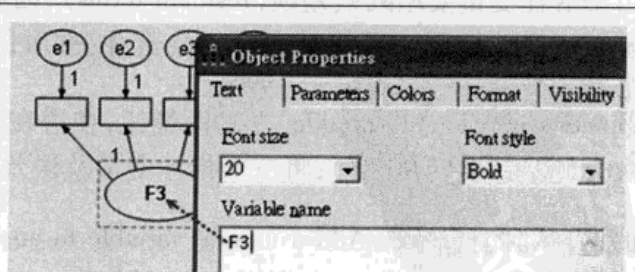 e1 e2 e3
1 1
1
F3
Object Properties
Text Parameters Colors Format Visibility
Font size Font style
20 Bold
Variable name
F3